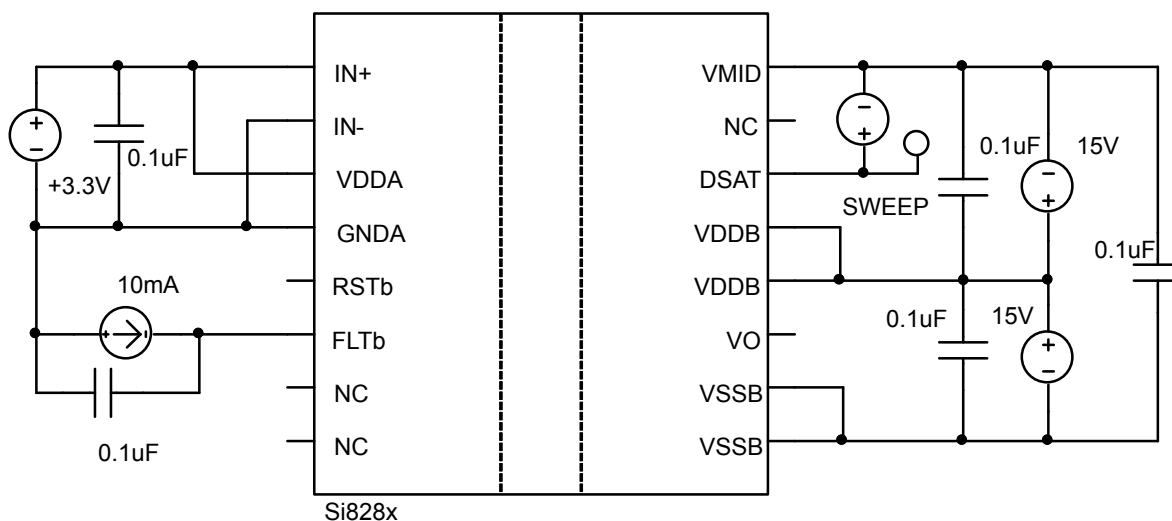 IN+
IN-
VDDA
GNDA
RSTb
FLTb
NC
NC
VMID
NC
DSAT
VDDB
VDDB
VO
VSSB
VSSB
+
-
0.1uF
+3.3V
10mA
+
-
0.1uF
-
+
SWEEP
0.1uF
15V
-
+
0.1uF
0.1uF
15V
+
-
Si828x